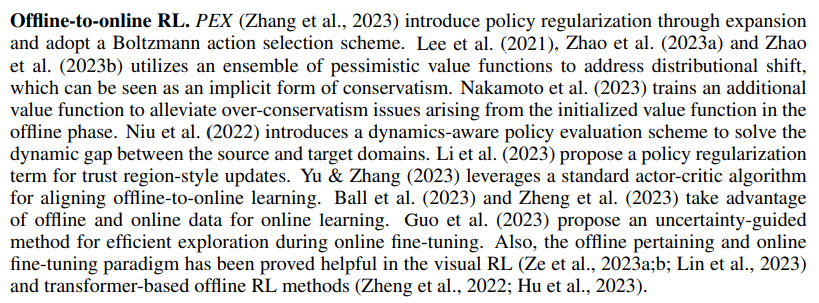 Offline-to-online RL. PEX (Zhang et al., 2023) introduce policy regularization through expansion
and adopt a Boltzmann action selection scheme. Lee et al. (2021), Zhao et al. (2023a) and Zhao
et al. (2023b) utilizes an ensemble of pessimistic value functions to address distributional shift,
which can be seen as an implicit form of conservatism. Nakamoto et al. (2023) trains an additional
value function to alleviate over-conservatism issues arising from the initialized value function in the
offline phase. Niu et al. (2022) introduces a dynamics-aware policy evaluation scheme to solve the
dynamic gap between the source and target domains. Li et al. (2023) propose a policy regularization
term for trust region-style updates. Yu & Zhang (2023) leverages a standard actor-critic algorithm
for aligning offline-to-online learning. Ball et al. (2023) and Zheng et al. (2023) take advantage
of offline and online data for online learning. Guo et al. (2023) propose an uncertainty-guided
method for efficient exploration during online fine-tuning. Also, the offline pertaining and online
fine-tuning paradigm has been proved helpful in the visual RL (Ze et al., 2023a;b; Lin et al., 2023)
and transformer-based offline RL methods (Zheng et al., 2022; Hu et al., 2023).